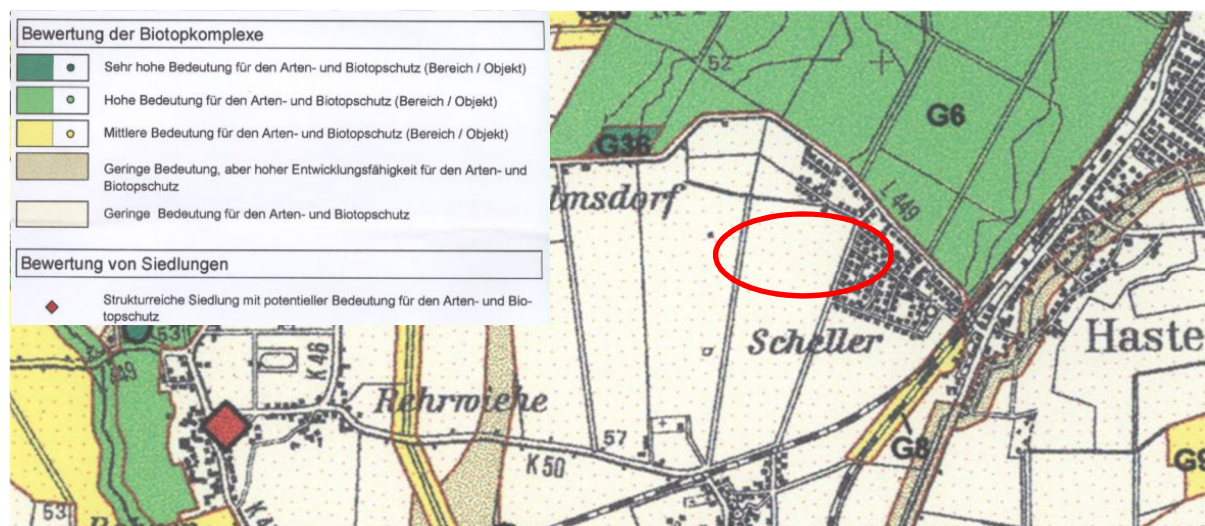 Bewertung der Biotopkomplexe
Sehr hohe Bedeutung für den Arten- und Biotopschutz (Bereich / Objekt)
Hohe Bedeutung für den Arten- und Biotopschutz (Bereich / Objekt)
Mittlere Bedeutung für den Arten- und Biotopschutz (Bereich / Objekt)
Geringe Bedeutung, aber hoher Entwicklungsfähigkeit für den Arten- und
Biotopschutz
Geringe Bedeutung für den Arten- und Biotopschutz
Bewertung von Siedlungen
Strukturreiche Siedlung mit potentieller Bedeutung für den Arten- und Bio-
topschutz
52
G6
G36
L 449
Scheller
Haste
53
K 46
Rehrwiehe
57
K 50
G8
53